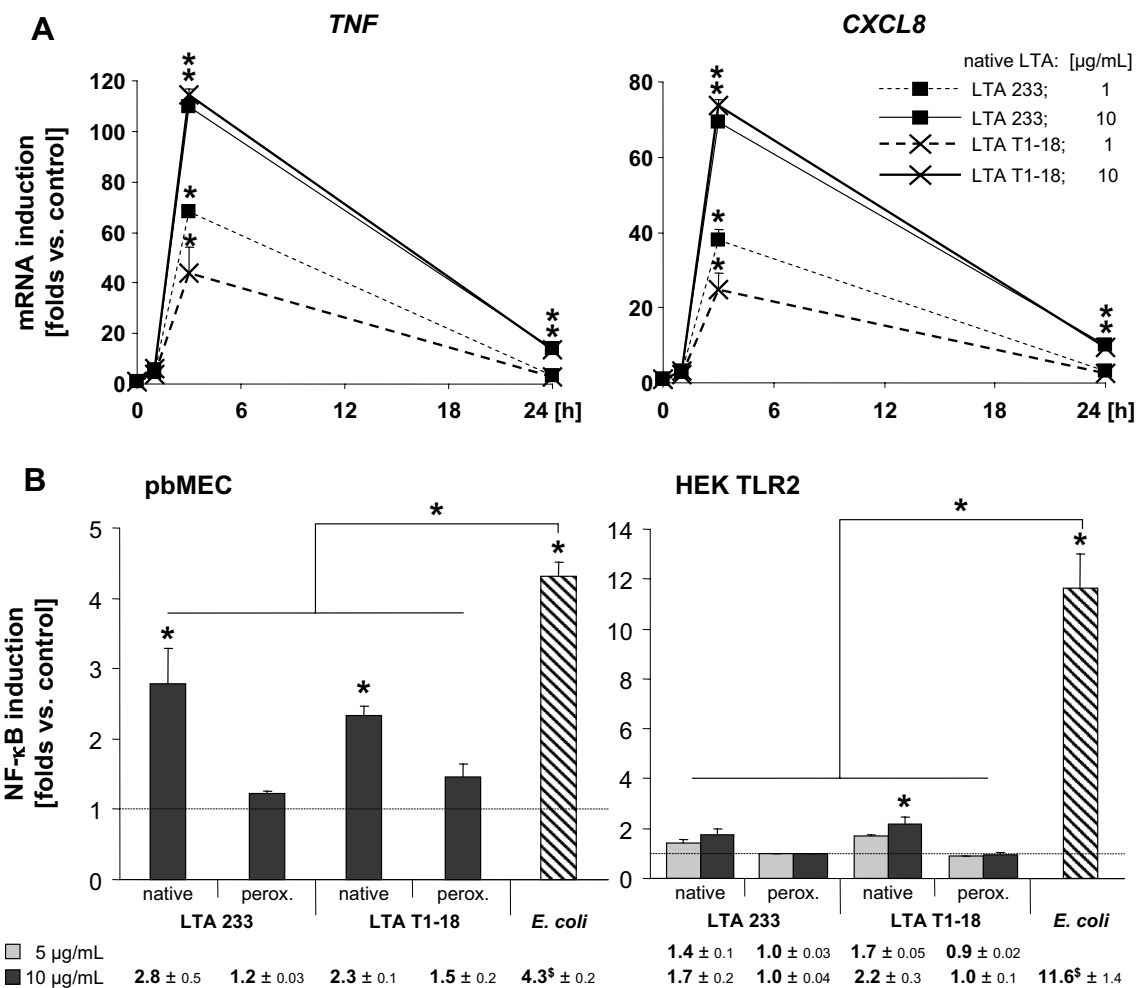 A
TNF
CXCL8
mRNA induction
[folds vs. control]
120
100
80
60
40
20
0
0 6 12 18 24 [h]
* * * * * *
80
60
40
20
0
0 6 12 18 24 [h]
* * * * * *
native LTA: [µg/mL]
LTA 233; 1
LTA 233; 10
LTA T1-18; 1
LTA T1-18; 10
B
pbMEC
HEK TLR2
NF-κB induction
[folds vs. control]
5
4
3
2
1
0
* * * *
native perox. native perox.
LTA 233 LTA T1-18 E. coli
14
12
10
8
6
4
2
0
* * *
native perox. native perox.
LTA 233 LTA T1-18 E. coli
5 µg/mL 1.4 ± 0.1 1.0 ± 0.03 1.7 ± 0.05 0.9 ± 0.02
10 µg/mL 2.8 ± 0.5 1.2 ± 0.03 2.3 ± 0.1 1.5 ± 0.2 4.3$ ± 0.2 1.7 ± 0.2 1.0 ± 0.04 2.2 ± 0.3 1.0 ± 0.1 11.6$ ± 1.4